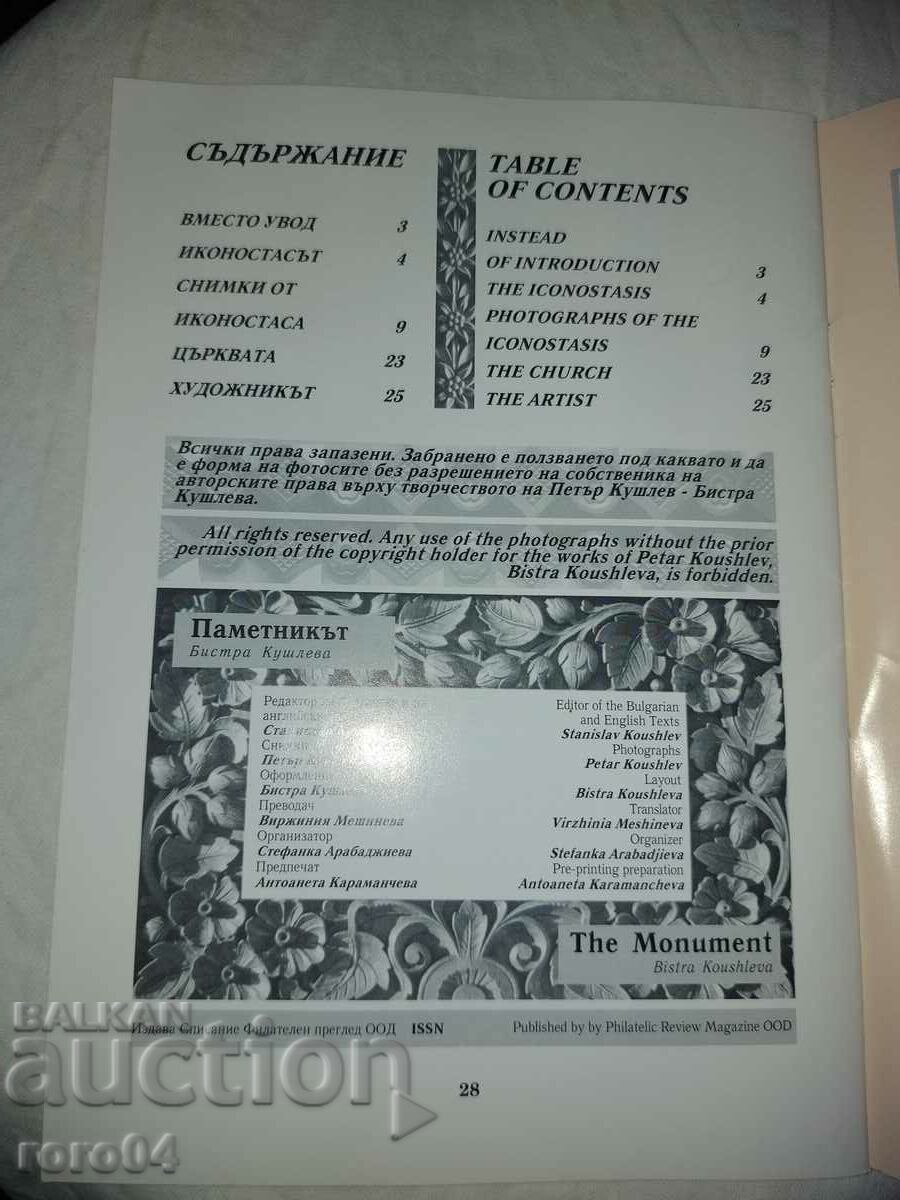 СЪДЪРЖАНИЕ
ВМЕСТО УВОД 3
ИКОНОСТАСЪТ 4
СНИМКИ ОТ
ИКОНОСТАСА 9
ЦЪРКВАТА 23
ХУДОЖНИКЪТ 25
TABLE
OF CONTENTS
INSTEAD
OF INTRODUCTION 3
THE ICONOSTASIS 4
PHOTOGRAPHS OF THE
ICONOSTASIS 9
THE CHURCH 23
THE ARTIST 25
Всички права запазени. Забранено е ползването под каквато и да
е форма на фотосите без разрешението на собственика на
авторските права върху творчеството на Петър Кушлев - Бистра
Кушлева.
All rights reserved. Any use of the photographs without the prior
permission of the copyright holder for the works of Petar Koushlev,
Bistra Koushleva, is forbidden.
Паметникът
Бистра Кушлева
Редактор
английски
Снимки
Петър
Оформление
Бистра Кушлева
Преводач
Виржиния Мешинева
Организатор
Стефанка Арабаджиева
Предпечат
Антоанета Караманчева
Editor of the Bulgarian
and English Texts
Stanislav Koushlev
Photographs
Petar Koushlev
Layout
Bistra Koushleva
Translator
Virzhinia Meshineva
Organizer
Stefanka Arabadjieva
Pre-printing preparation
Antoaneta Karamancheva
The Monument
Bistra Koushleva
Издава Списание Филателен преглед ООД ISSN
Published by by Philatelic Review Magazine OOD
28
BALKAN
auction
roro04